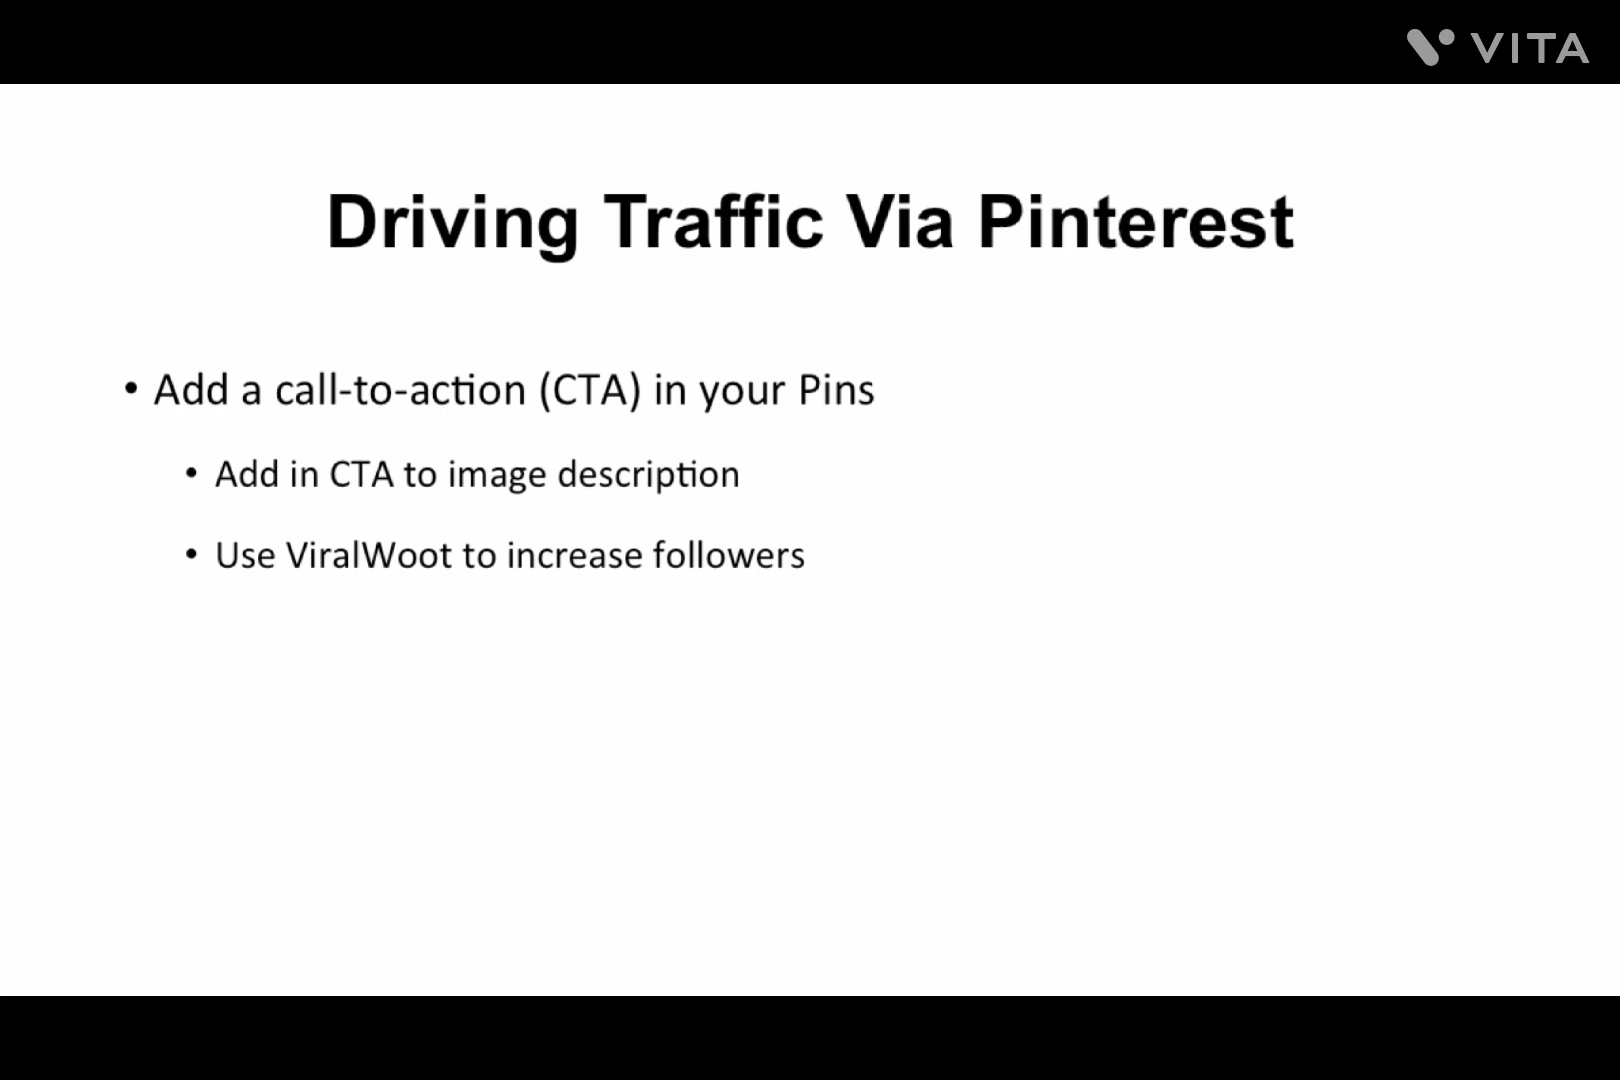 VITA
Driving Traffic Via Pinterest
• Add a call-to-action (CTA) in your Pins
• Add in CTA to image description
• Use ViralWoot to increase followers